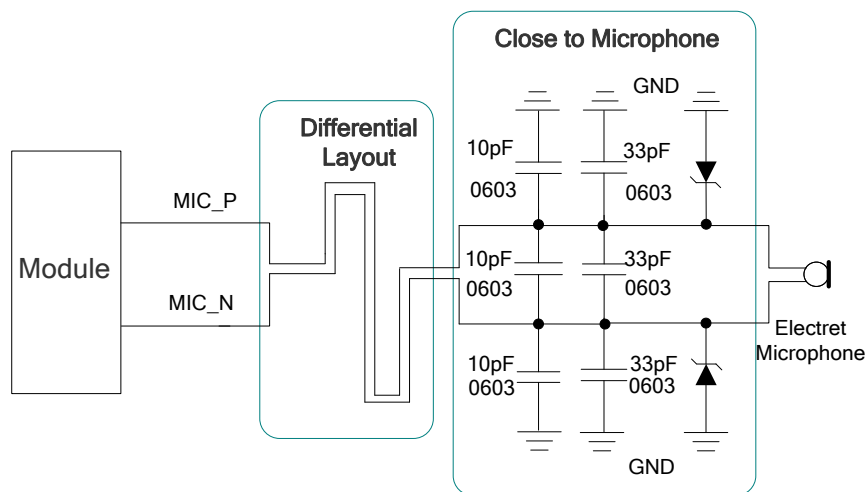 Close to Microphone
GND
Differential
Layout
10pF
0603
33pF
0603
MIC_P
Module
10pF
0603
33pF
0603
MIC_N
Electret
Microphone
10pF
0603
33pF
0603
GND